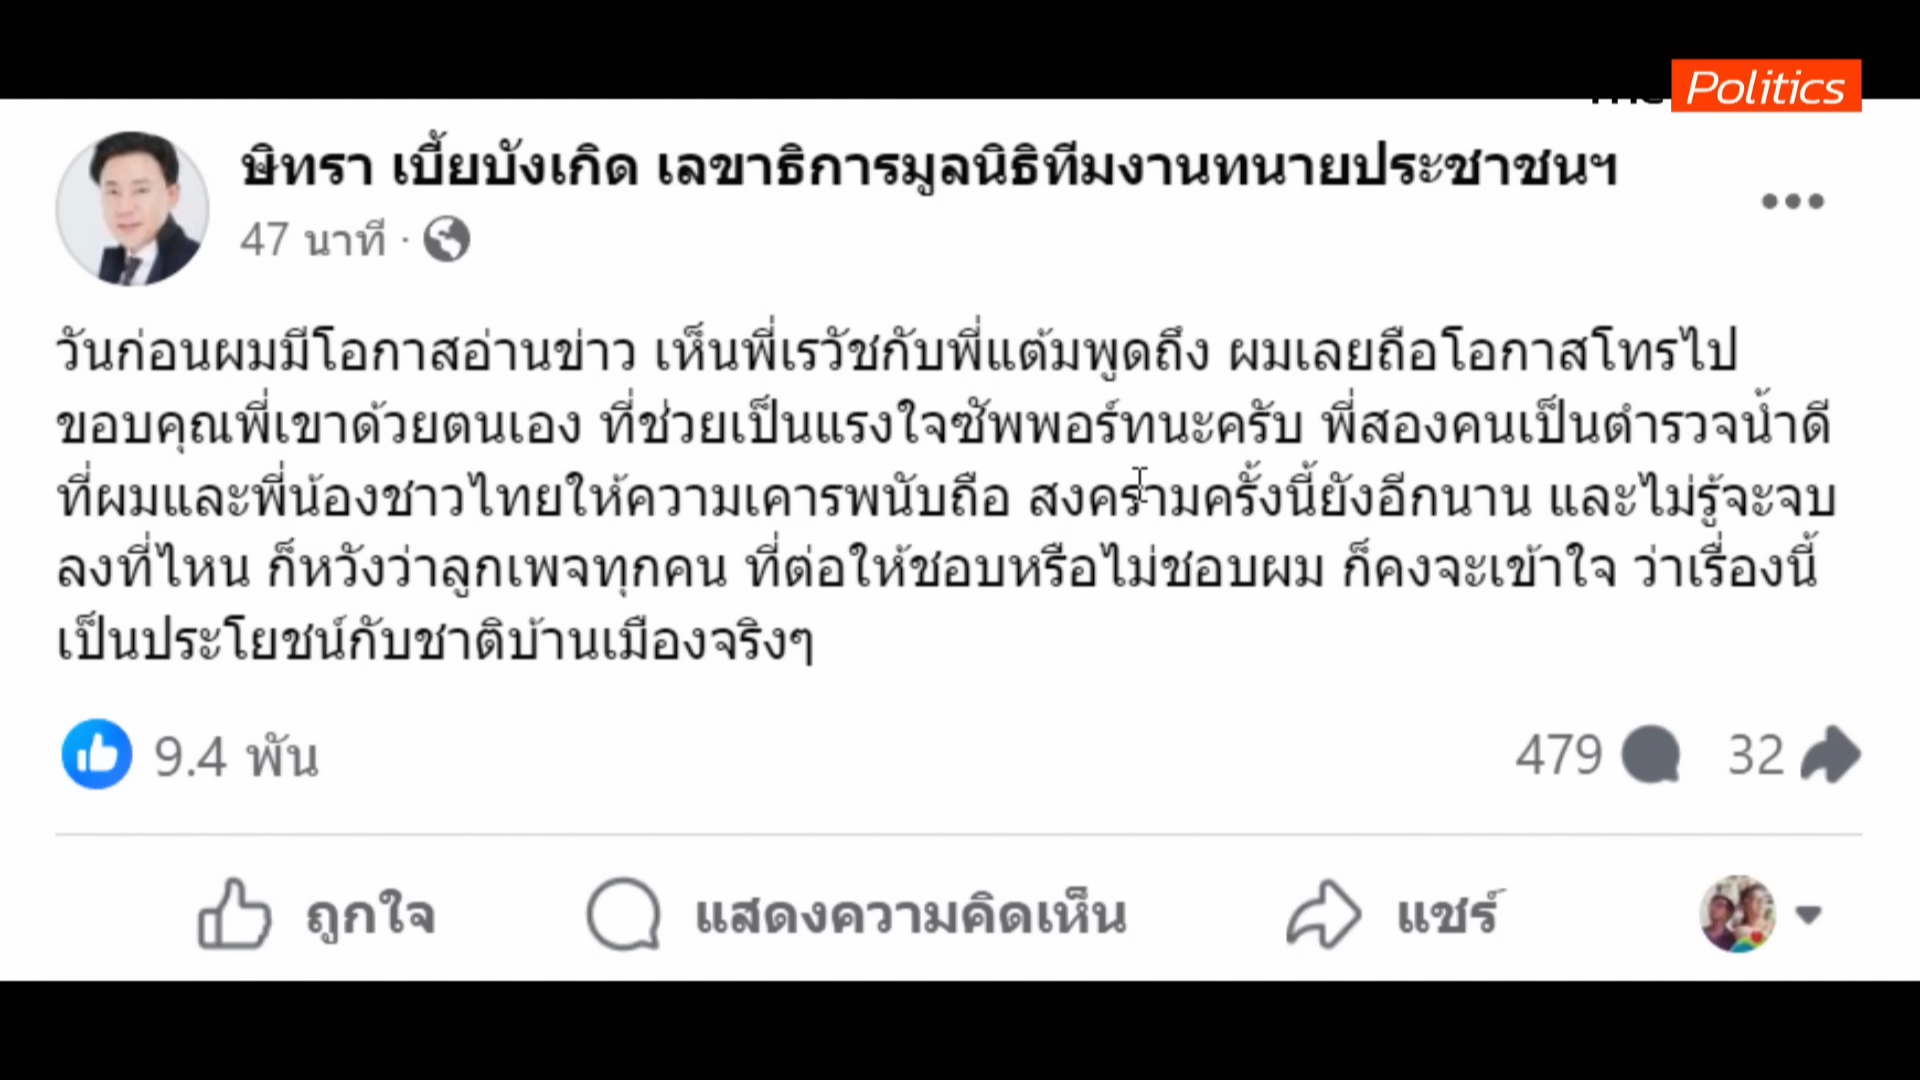 Politics
ษิทรา เบี้ยบังเกิด เลขาธิการมูลนิธิทีมงานทนายประชาชนฯ
47 นาที ·
วันก่อนผมมีโอกาสอ่านข่าว เห็นพี่เรวัชกับพี่แต้มพูดถึง ผมเลยถือโอกาสโทรไป
ขอบคุณพี่เขาด้วยตนเอง ที่ช่วยเป็นแรงใจซัพพอร์ทนะครับ พี่สองคนเป็นตำรวจน้ำดี
ที่ผมและพี่น้องชาวไทยให้ความเคารพนับถือ สงครามครั้งนี้ยังอีกนาน และไม่รู้จะจบ
ลงที่ไหน ก็หวังว่าลูกเพจทุกคน ที่ต่อให้ชอบหรือไม่ชอบผม ก็คงจะเข้าใจ ว่าเรื่องนี้
เป็นประโยชน์กับชาติบ้านเมืองจริงๆ
9.4 พัน 479 32
ถูกใจ แสดงความคิดเห็น แชร์